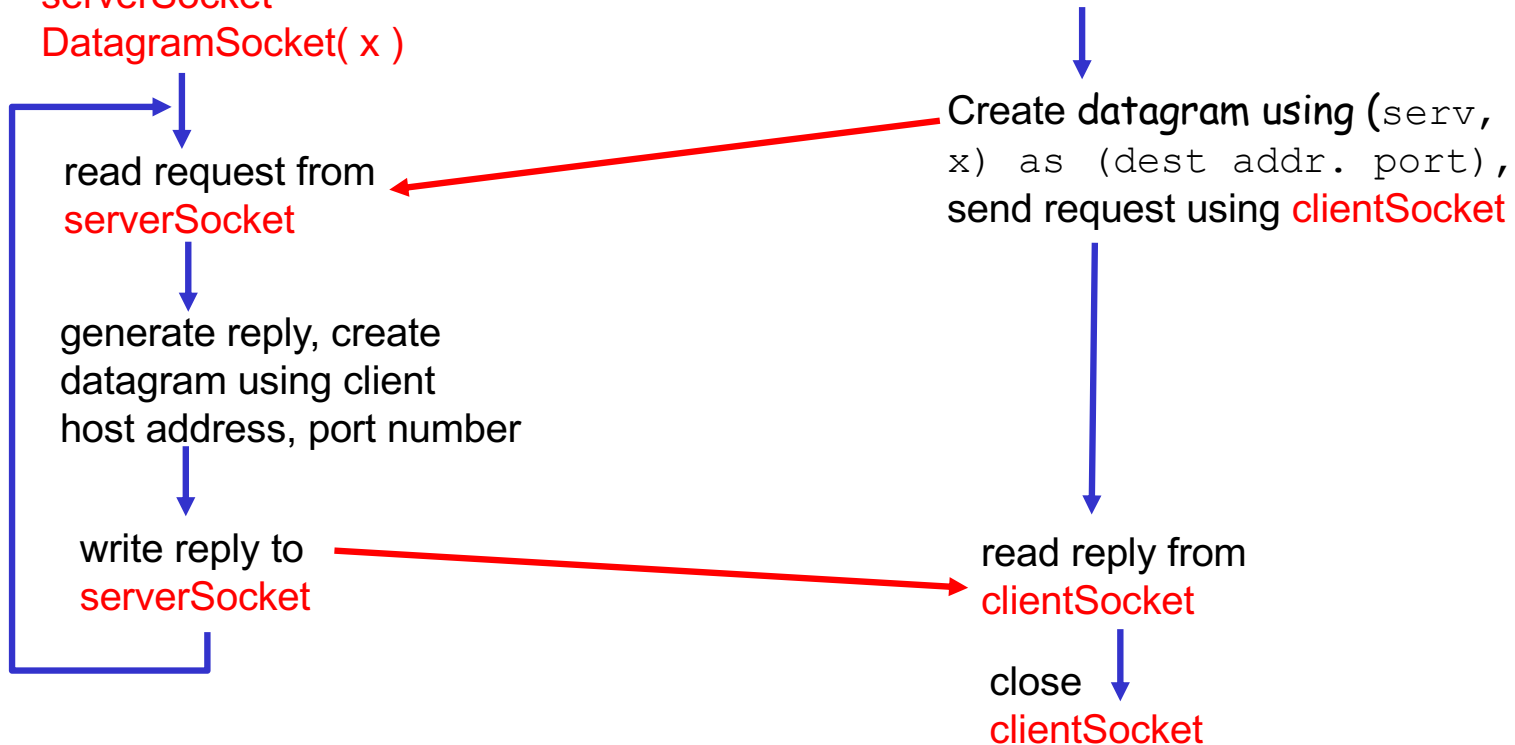 serverSocket
DatagramSocket( x )
read request from
serverSocket
generate reply, create
datagram using client
host address, port number
write reply to
serverSocket
Create datagram using (serv,
x) as (dest addr. port),
send request using clientSocket
read reply from
clientSocket
close
clientSocket